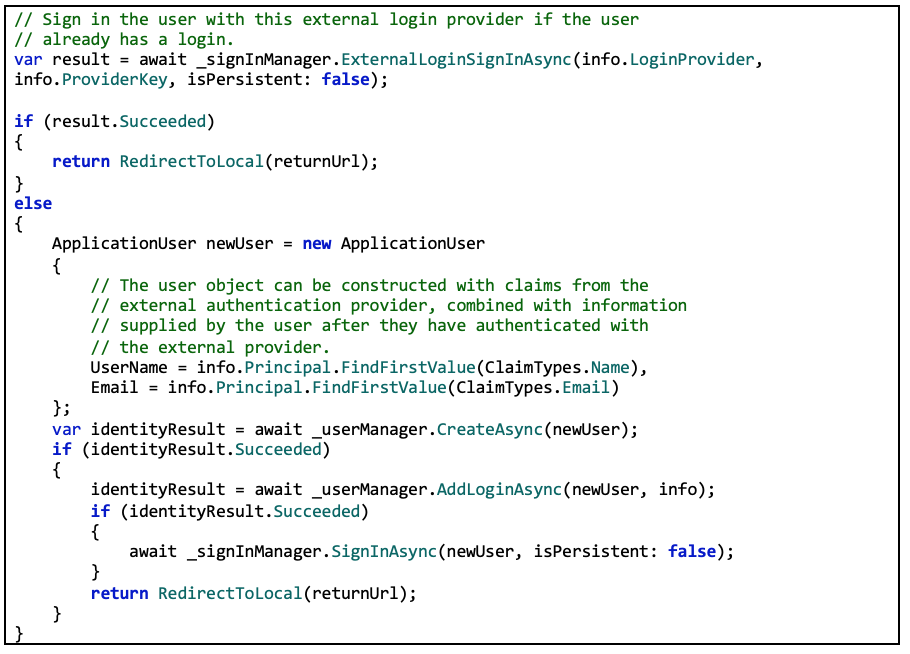 // Sign in the user with this external login provider if the user
// already has a login.
var result = await _signInManager.ExternalLoginSignInAsync(info.LoginProvider,
info.ProviderKey, isPersistent: false);
if (result.Succeeded)
{
return RedirectToLocal(returnUrl);
}
else
{
ApplicationUser newUser = new ApplicationUser
{
// The user object can be constructed with claims from the
// external authentication provider, combined with information
// supplied by the user after they have authenticated with
// the external provider.
UserName = info.Principal.FindFirstValue(ClaimTypes.Name),
Email = info.Principal.FindFirstValue(ClaimTypes.Email)
};
var identityResult = await _userManager.CreateAsync(newUser);
if (identityResult.Succeeded)
{
identityResult = await _userManager.AddLoginAsync(newUser, info);
if (identityResult.Succeeded)
{
await _signInManager.SignInAsync(newUser, isPersistent: false);
}
return RedirectToLocal(returnUrl);
}
}